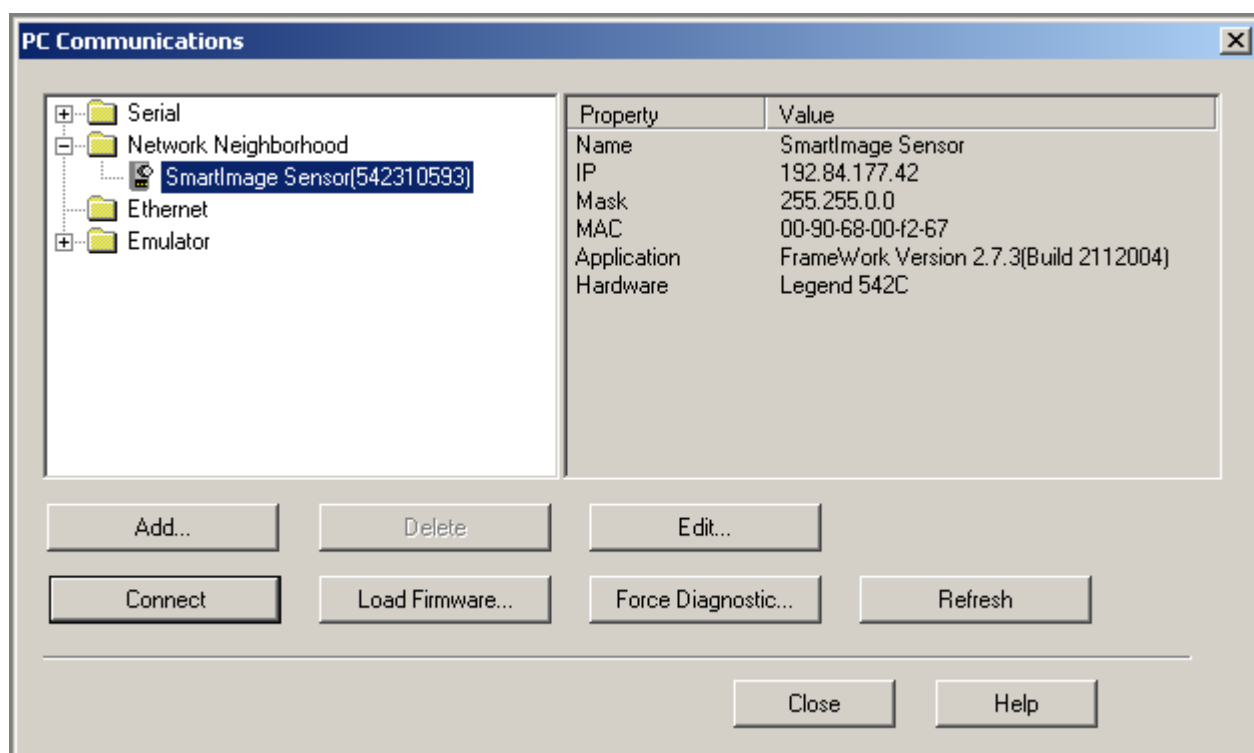 PC Communications
Serial
Network Neighborhood
SmartImage Sensor(542310593)
Ethernet
Emulator
Property Value
Name SmartImage Sensor
IP 192.84.177.42
Mask 255.255.0.0
MAC 00-90-68-00-f2-67
Application FrameWork Version 2.7.3(Build 2112004)
Hardware Legend 542C
Add... Delete Edit...
Connect Load Firmware... Force Diagnostic... Refresh
Close Help